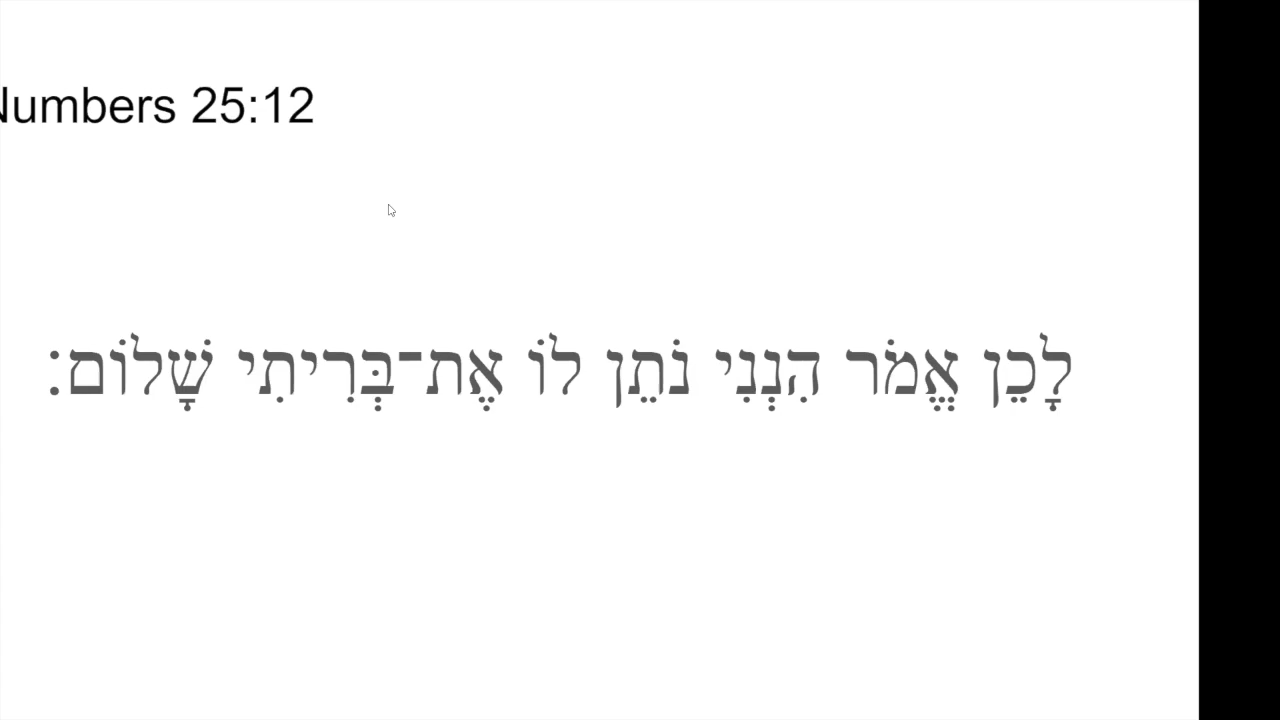 Numbers 25:12
לָכֵן אֱמֹר הִנְנִי נֹתֵן לוֹ אֶת־בְּרִיתִי שָׁלוֹם׃